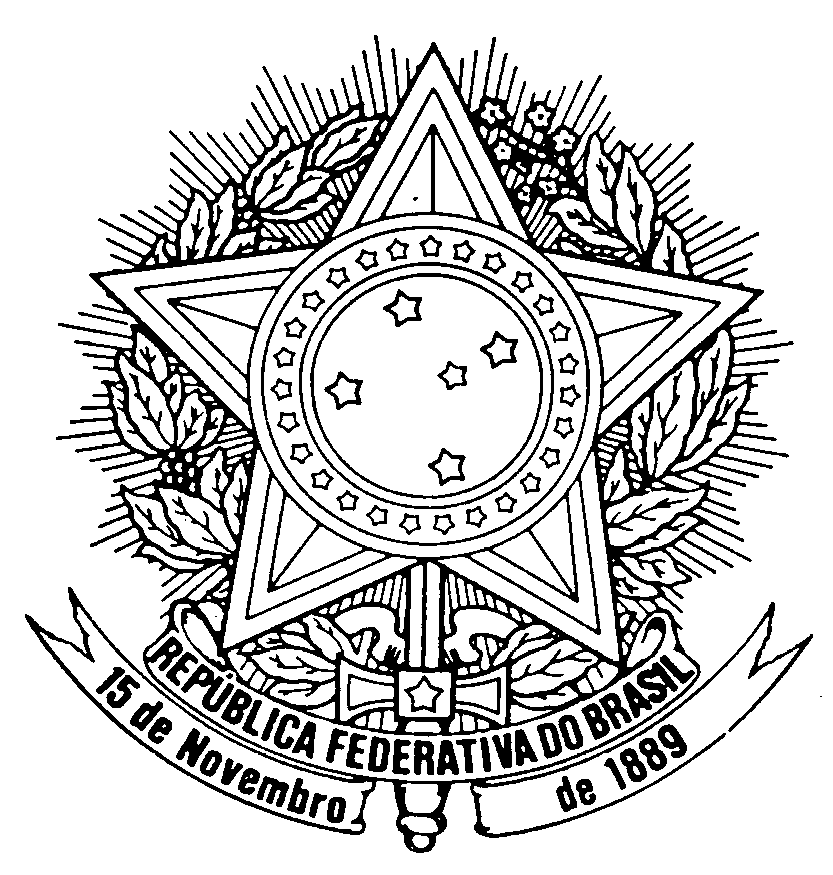 REPÚBLICA FEDERATIVA DO BRASIL
15 de Novembro de 1889